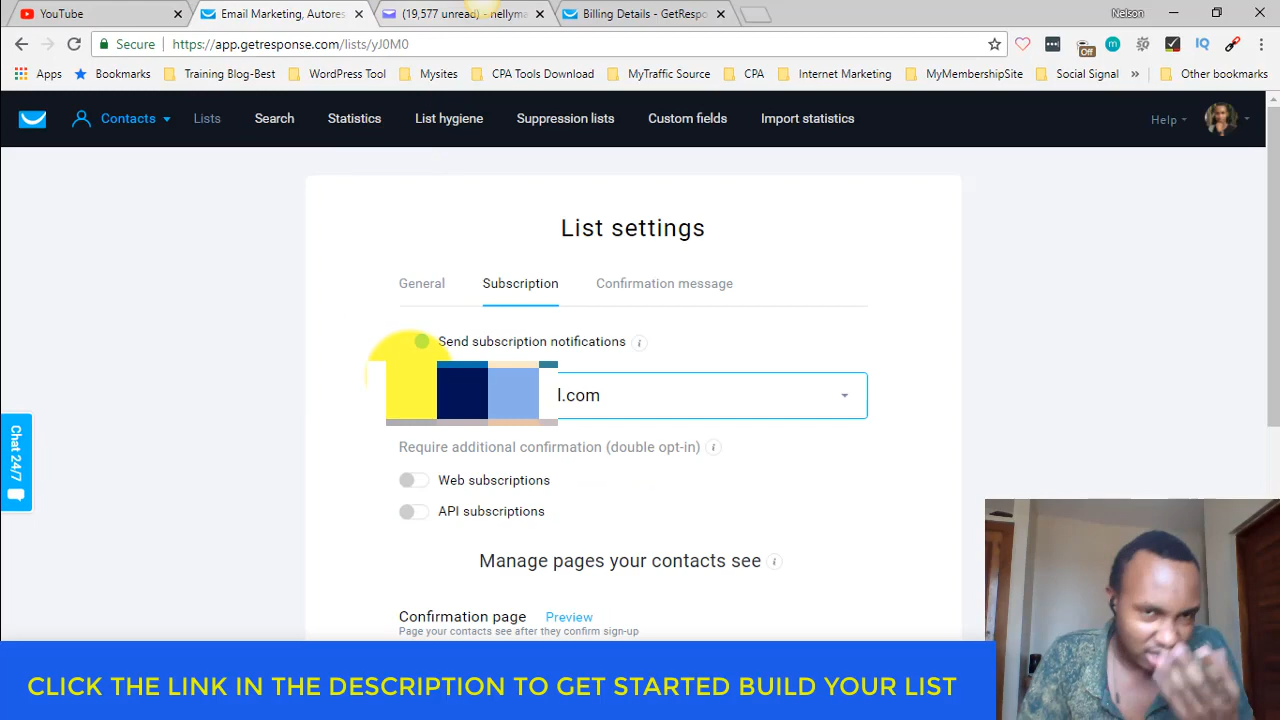 YouTube
Email Marketing, Autores
(19,577 unread) - nellyma
Billing Details - GetRespo
Nelson
Secure
https://app.getresponse.com/lists/yJ0M0
Off
Apps
Bookmarks
Training Blog-Best
WordPress Tool
Mysites
CPA Tools Download
MyTraffic Source
CPA
Internet Marketing
MyMembershipSite
Social Signal
»
Other bookmarks
Contacts
Lists
Search
Statistics
List hygiene
Suppression lists
Custom fields
Import statistics
Help
List settings
General
Subscription
Confirmation message
Send subscription notifications i
l.com
Require additional confirmation (double opt-in) i
Web subscriptions
API subscriptions
Manage pages your contacts see i
Confirmation page
Preview
Page your contacts see after they confirm sign-up
Chat 24/7
CLICK THE LINK IN THE DESCRIPTION TO GET STARTED BUILD YOUR LIST